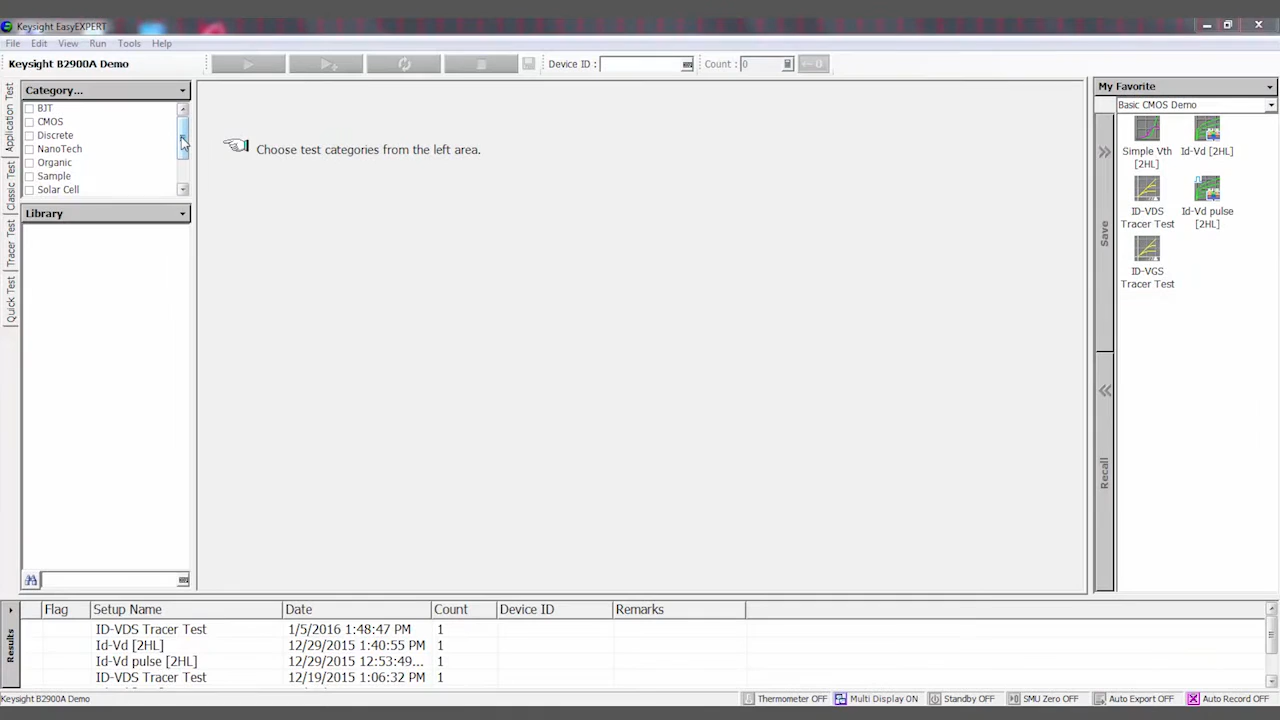 Keysight EasyEXPERT
File Edit View Run Tools Help
Keysight B2900A Demo
Device ID :
Count : 0
Category...
BJT
CMOS
Discrete
NanoTech
Organic
Sample
Solar Cell
Library
Application Test
Classic Test
Tracer Test
Quick Test
Choose test categories from the left area.
My Favorite
Basic CMOS Demo
Simple Vth [2HL]
Id-Vd [2HL]
ID-VDS Tracer Test
Id-Vd pulse [2HL]
ID-VGS Tracer Test
Save
Recall
Results
Flag Setup Name Date Count Device ID Remarks
ID-VDS Tracer Test 1/5/2016 1:48:47 PM 1
Id-Vd [2HL] 12/29/2015 1:40:55 PM 1
Id-Vd pulse [2HL] 12/29/2015 12:53:49... 1
ID-VDS Tracer Test 12/19/2015 1:06:32 PM 1
Keysight B2900A Demo
Thermometer OFF Multi Display ON Standby OFF SMU Zero OFF Auto Export OFF Auto Record OFF